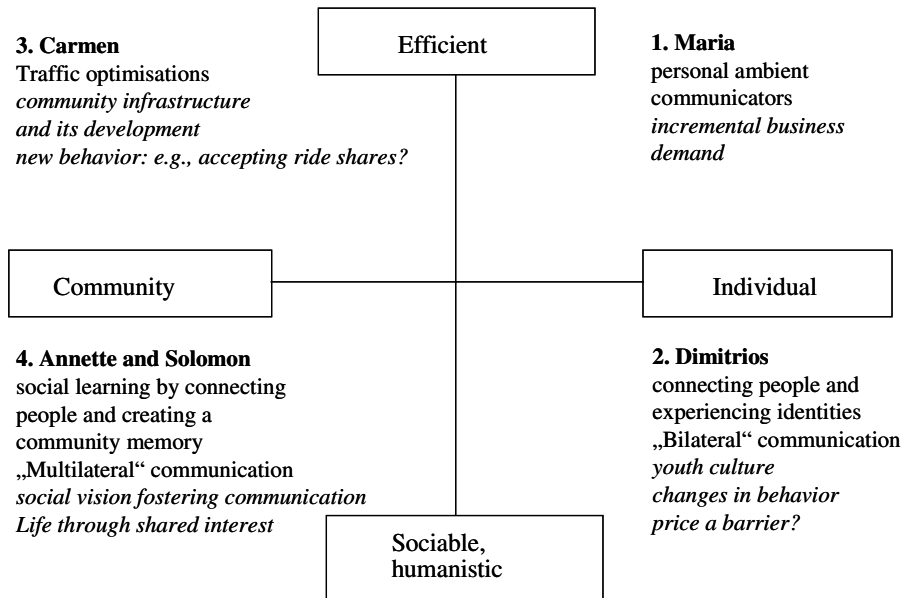 3. Carmen
Traffic optimisations
community infrastructure
and its development
new behavior: e.g., accepting ride shares?
Efficient
1. Maria
personal ambient
communicators
incremental business
demand
Community
Individual
4. Annette and Solomon
social learning by connecting
people and creating a
community memory
„Multilateral“ communication
social vision fostering communication
Life through shared interest
2. Dimitrios
connecting people and
experiencing identities
„Bilateral“ communication
youth culture
changes in behavior
price a barrier?
Sociable,
humanistic